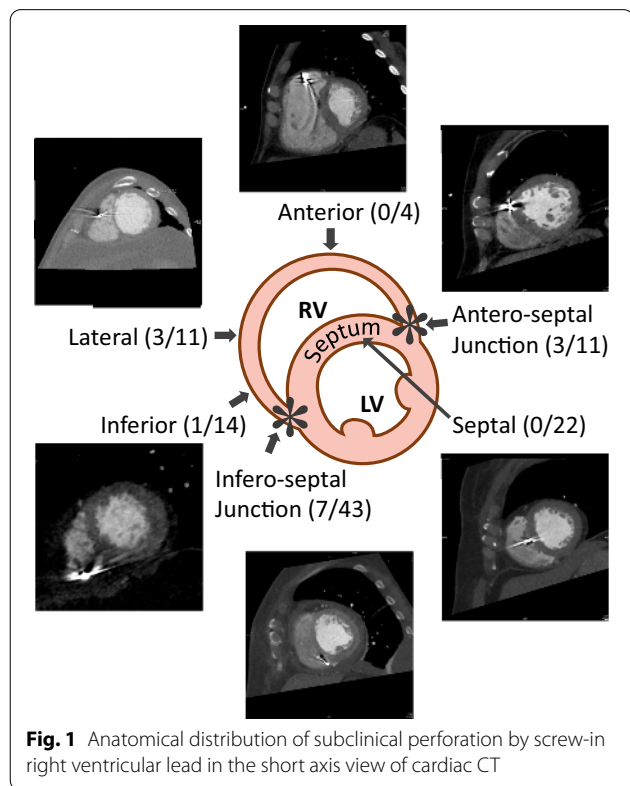 Anterior (0/4)
RV
Septum
Antero-septal
Junction (3/11)
Lateral (3/11)
LV
Inferior (1/14)
Septal (0/22)
Infero-septal
Junction (7/43)
Fig. 1 Anatomical distribution of subclinical perforation by screw-in
right ventricular lead in the short axis view of cardiac CT